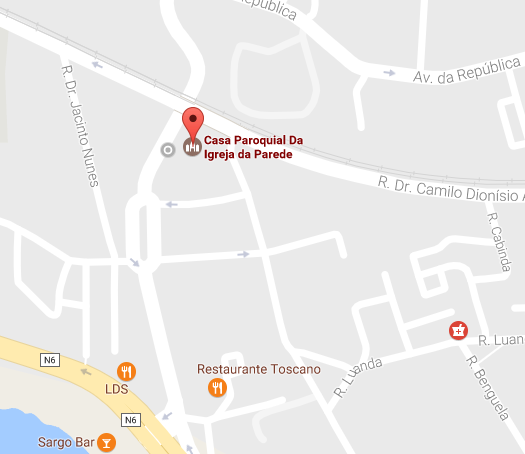 República
Av. da República
R. Dr. Jacinto Nunes
Casa Paroquial Da
Igreja da Parede
R. Dr. Camilo Dionísio A
R. Cabinda
R. Luan
R. Luanda
R. Benguela
N6
Restaurante Toscano
LDS
N6
Sargo Bar